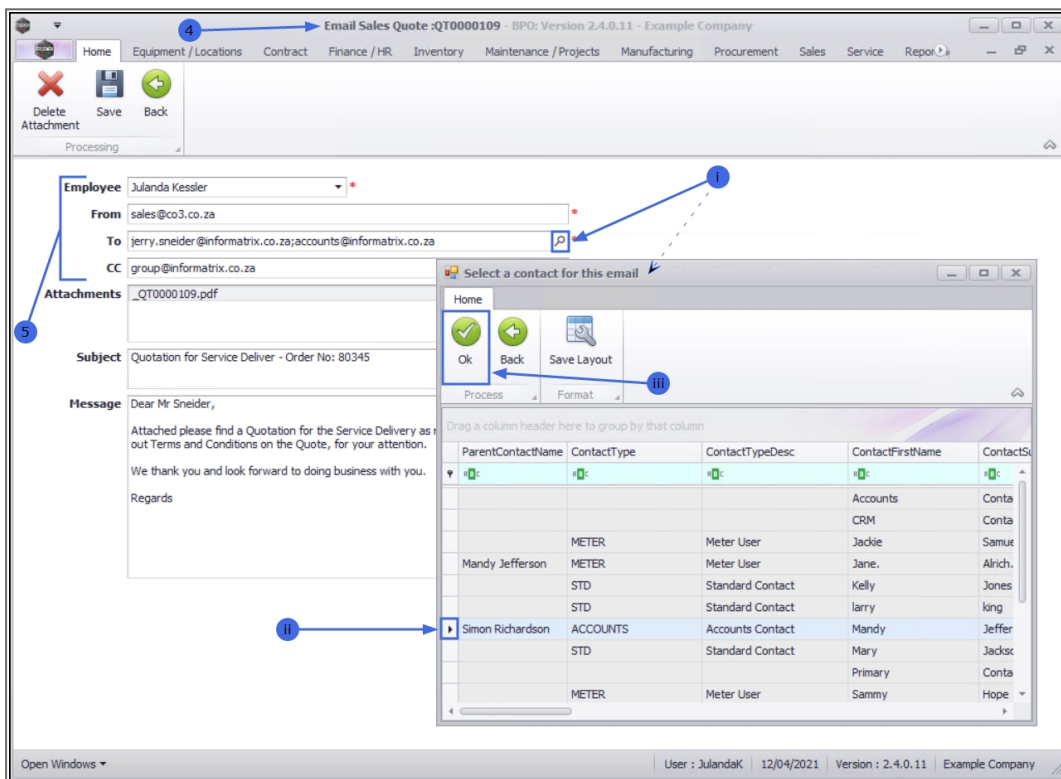 4
Email Sales Quote :QT0000109 - BPO: Version 2.4.0.11 - Example Company
Home Equipment / Locations Contract Finance / HR Inventory Maintenance / Projects Manufacturing Procurement Sales Service Repor
Delete Attachment Save Back
Processing
Employee Julanda Kessler *
From sales@co3.co.za *
To jerry.sneider@informatrix.co.za;accounts@informatrix.co.za *
CC group@informatrix.co.za
Attachments _QT0000109.pdf
5
Subject Quotation for Service Deliver - Order No: 80345
Message Dear Mr Sneider,
Attached please find a Quotation for the Service Delivery as
out Terms and Conditions on the Quote, for your attention.
We thank you and look forward to doing business with you.
Regards
i
Select a contact for this email
Home
Ok Back Save Layout
iii
Process Format
Drag a column header here to group by that column
ParentContactName ContactType ContactTypeDesc ContactFirstName ContactSu
Accounts Conta
CRM Conta
METER Meter User Jackie Samue
Mandy Jefferson METER Meter User Jane. Alrich.
STD Standard Contact Kelly Jones
STD Standard Contact larry king
ii
Simon Richardson ACCOUNTS Accounts Contact Mandy Jeffer
STD Standard Contact Mary Jackso
Primary Conta
METER Meter User Sammy Hope
Open Windows User : JulandaK 12/04/2021 Version : 2.4.0.11 Example Company